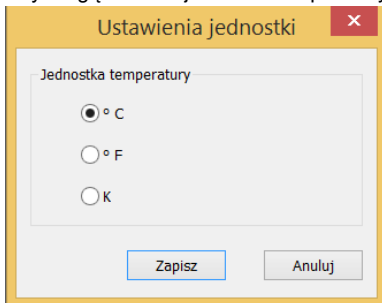 Ustawienia jednostki
Jednostka temperatury
° C
° F
K
Zapisz
Anuluj